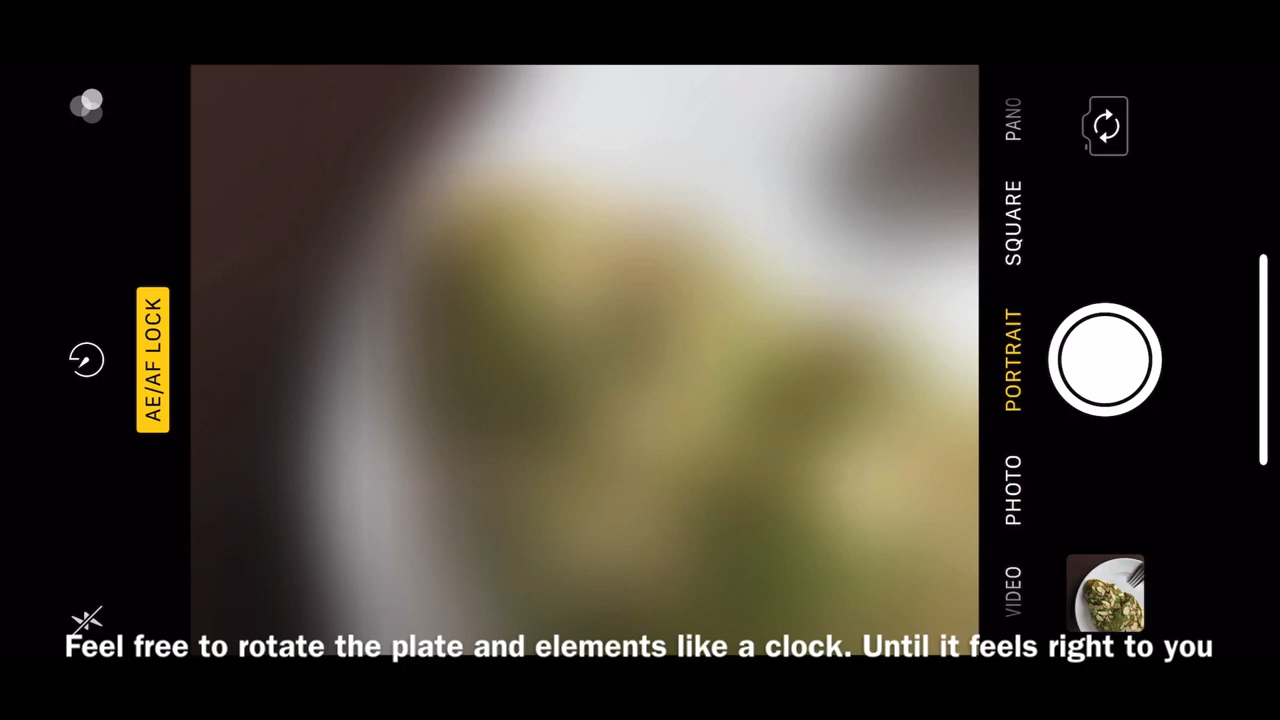 AE/AF LOCK
PANO
SQUARE
PORTRAIT
PHOTO
VIDEO
Feel free to rotate the plate and elements like a clock. Until it feels right to you